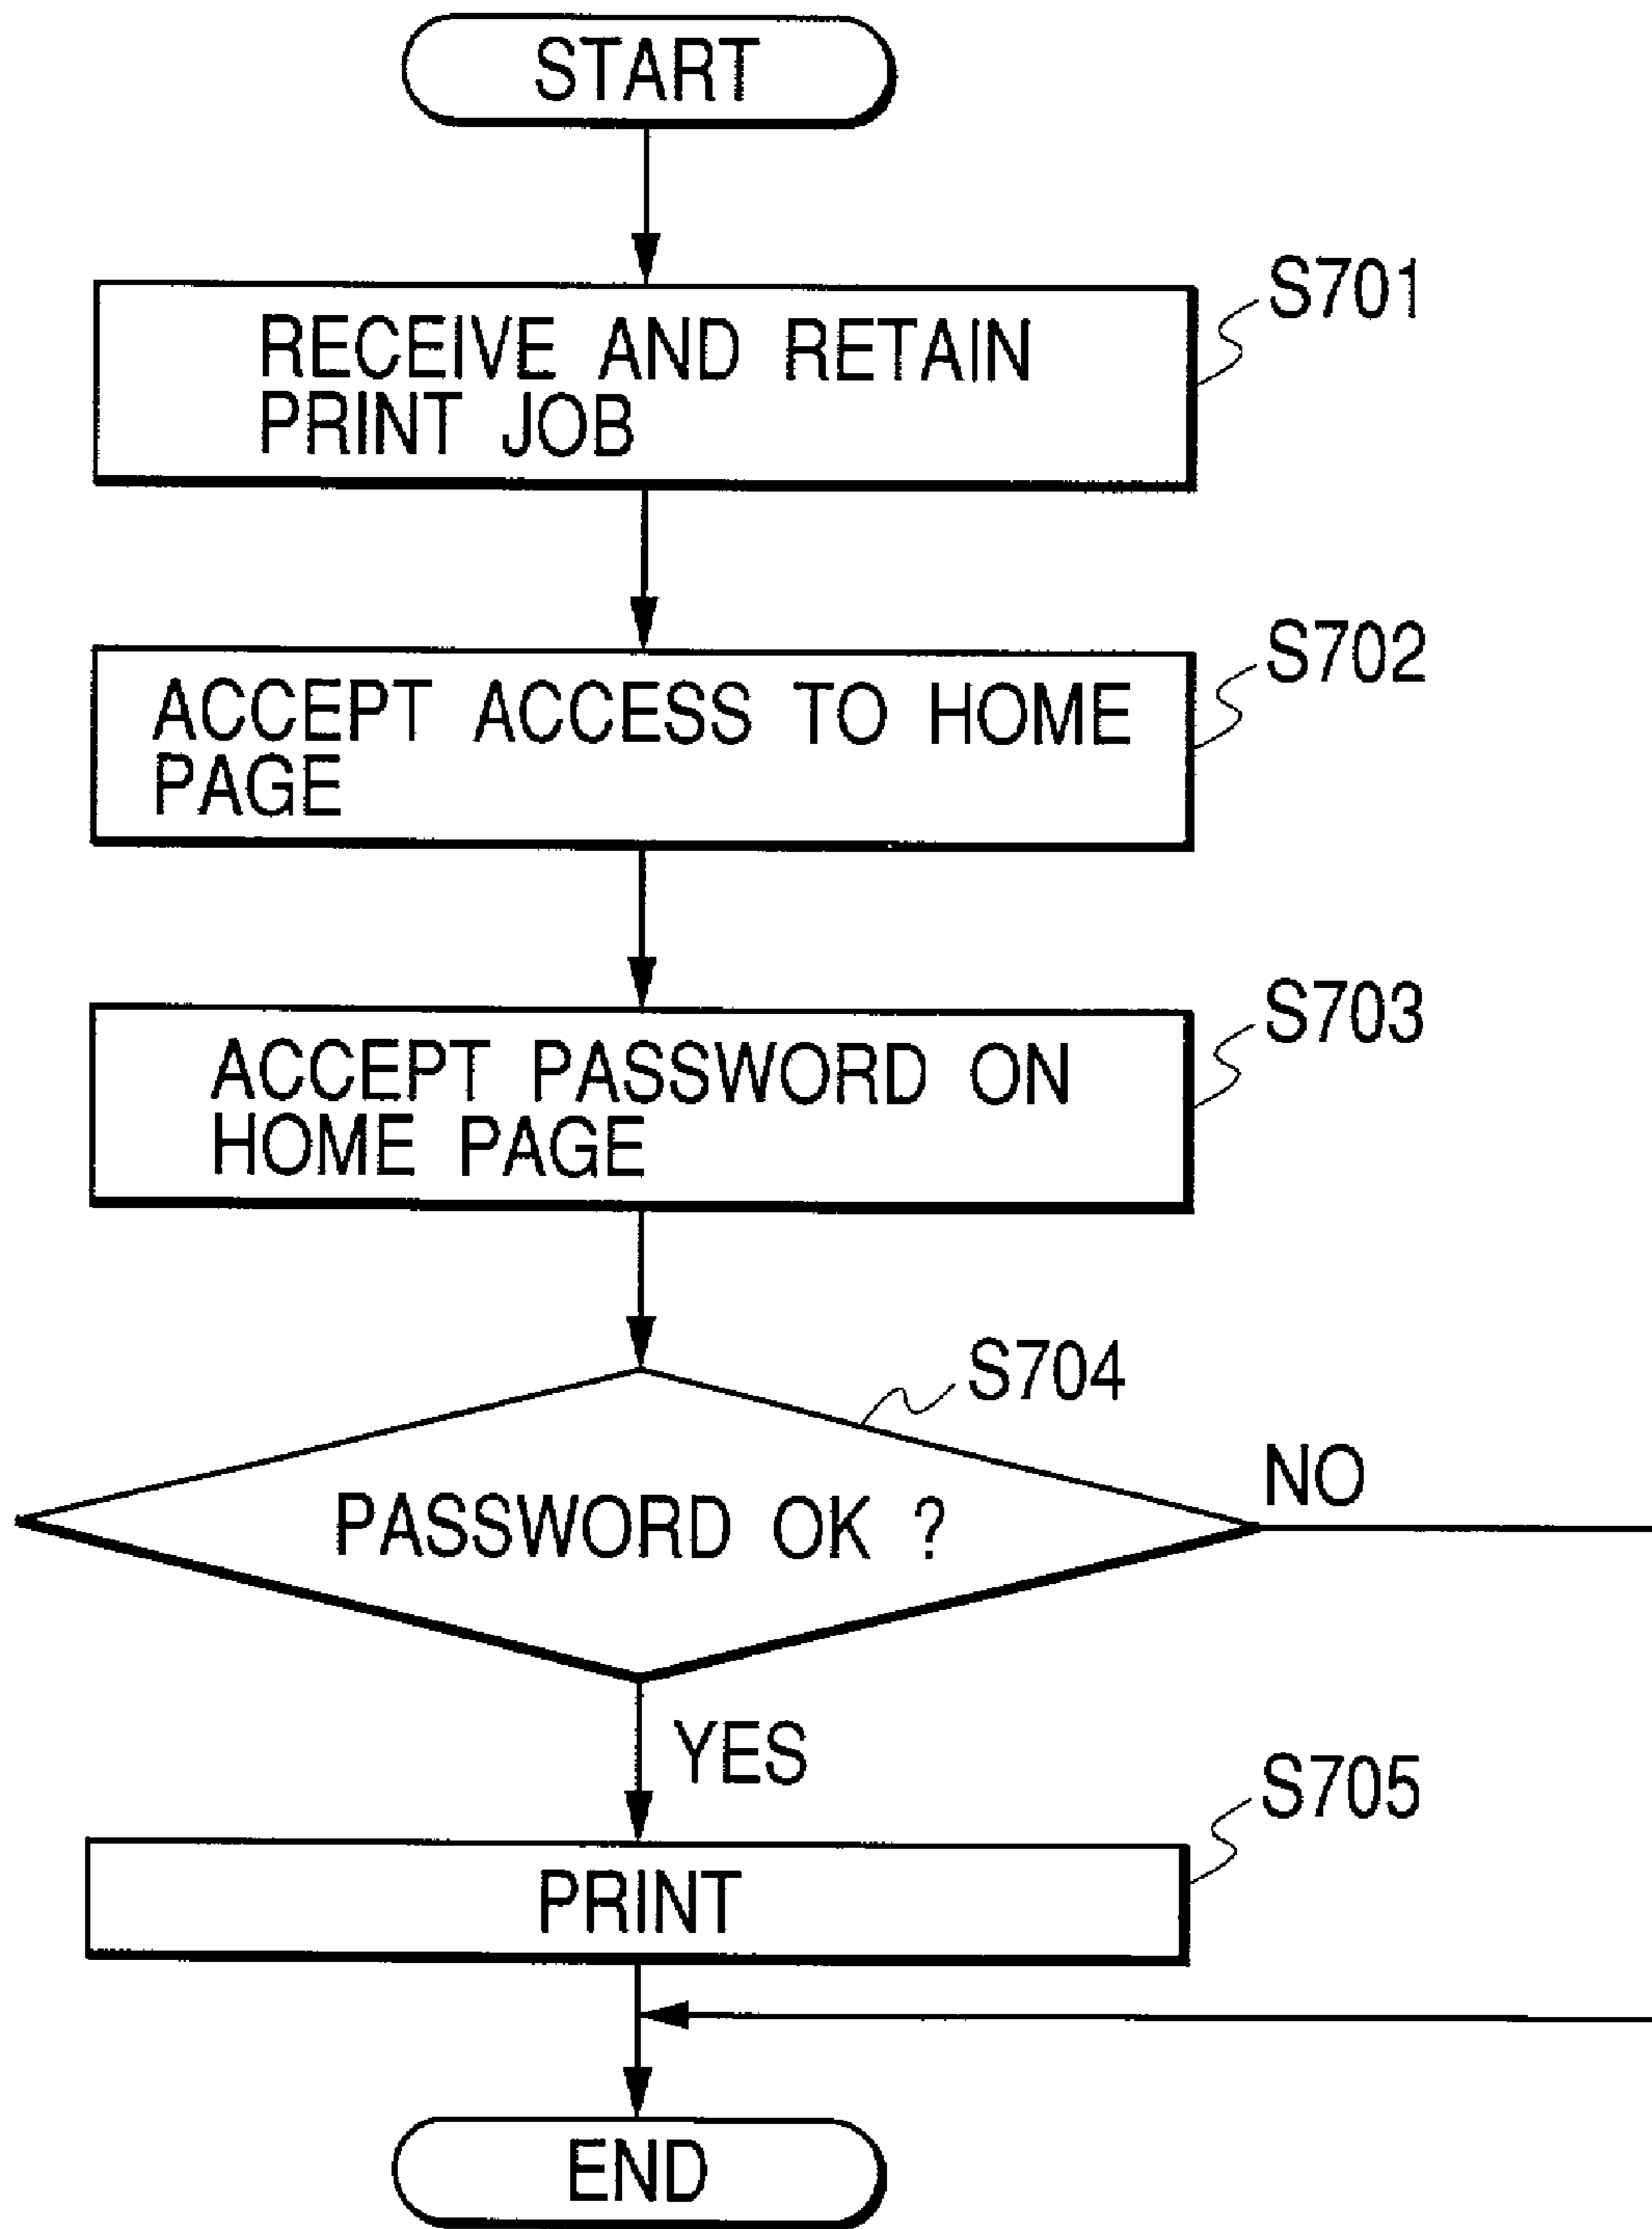 START
S701
RECEIVE AND RETAIN
PRINT JOB
S702
ACCEPT ACCESS TO HOME
PAGE
S703
ACCEPT PASSWORD ON
HOME PAGE
S704
PASSWORD OK ?
NO
YES
S705
PRINT
END